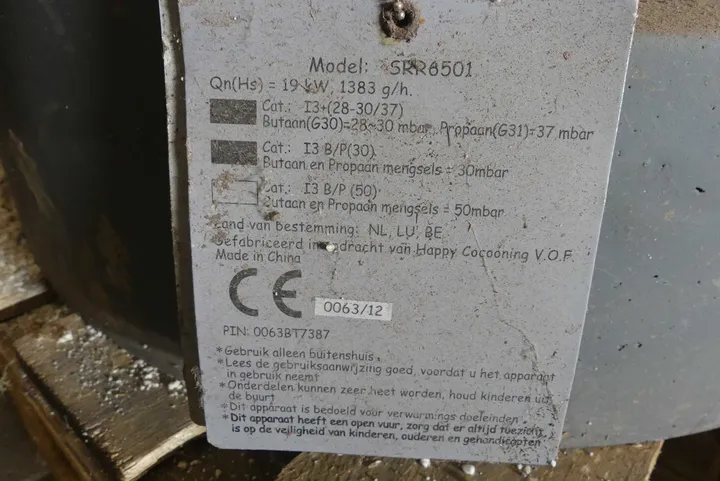 Model: SRR6501
Qn(Hs) = 19 kW, 1383 g/h.
Cat.: I3+(28-30/37)
Butaan(G30)=28-30 mbar, Propaan(G31)=37 mbar
Cat.: I3 B/P(30)
Butaan en Propaan mengsels = 30mbar
Cat.: I3 B/P (50)
Butaan en Propaan mengsels = 50mbar
Land van bestemming: NL, LU, BE
Gefabriceerd in opdracht van Happy Cocooning V.O.F
Made in China
CE 0063/12
PIN: 0063BT7387
*Gebruik alleen buitenshuis,
*Lees de gebruiksaanwijzing goed, voordat u het apparant
in gebruik neemt
*Onderdelen kunnen zeer heet worden, houd kinderen uit
de buurt
*Dit apparaat is bedoeld voor verwarmings doeleinden
*Dit apparaat heeft een open vuur, zorg dat er altijd toezicht
is op de veiligheid van kinderen, ouderen en gehandicapten